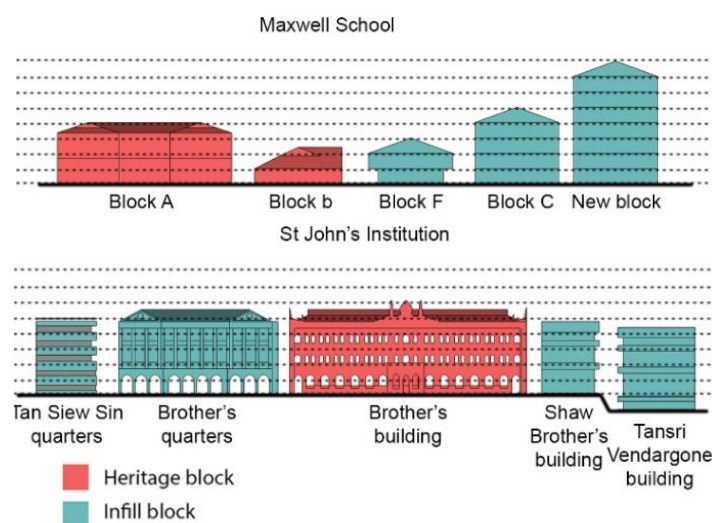 Maxwell School
Block A
Block b
Block F
Block C
New block
St John's Institution
Tan Siew Sin
quarters
Brother's
quarters
Brother's
building
Shaw
Brother's
building
Tansri
Vendargone
building
Heritage block
Infill block